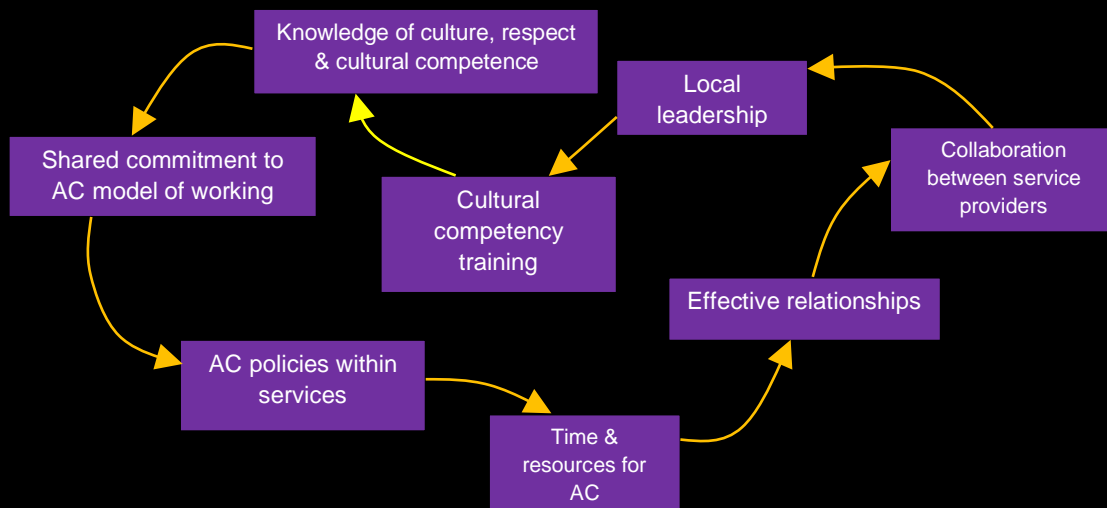 Knowledge of culture, respect
& cultural competence
Local
leadership
Collaboration
between service
providers
Shared commitment to
AC model of working
Cultural
competency
training
Effective relationships
AC policies within
services
Time &
resources for
AC